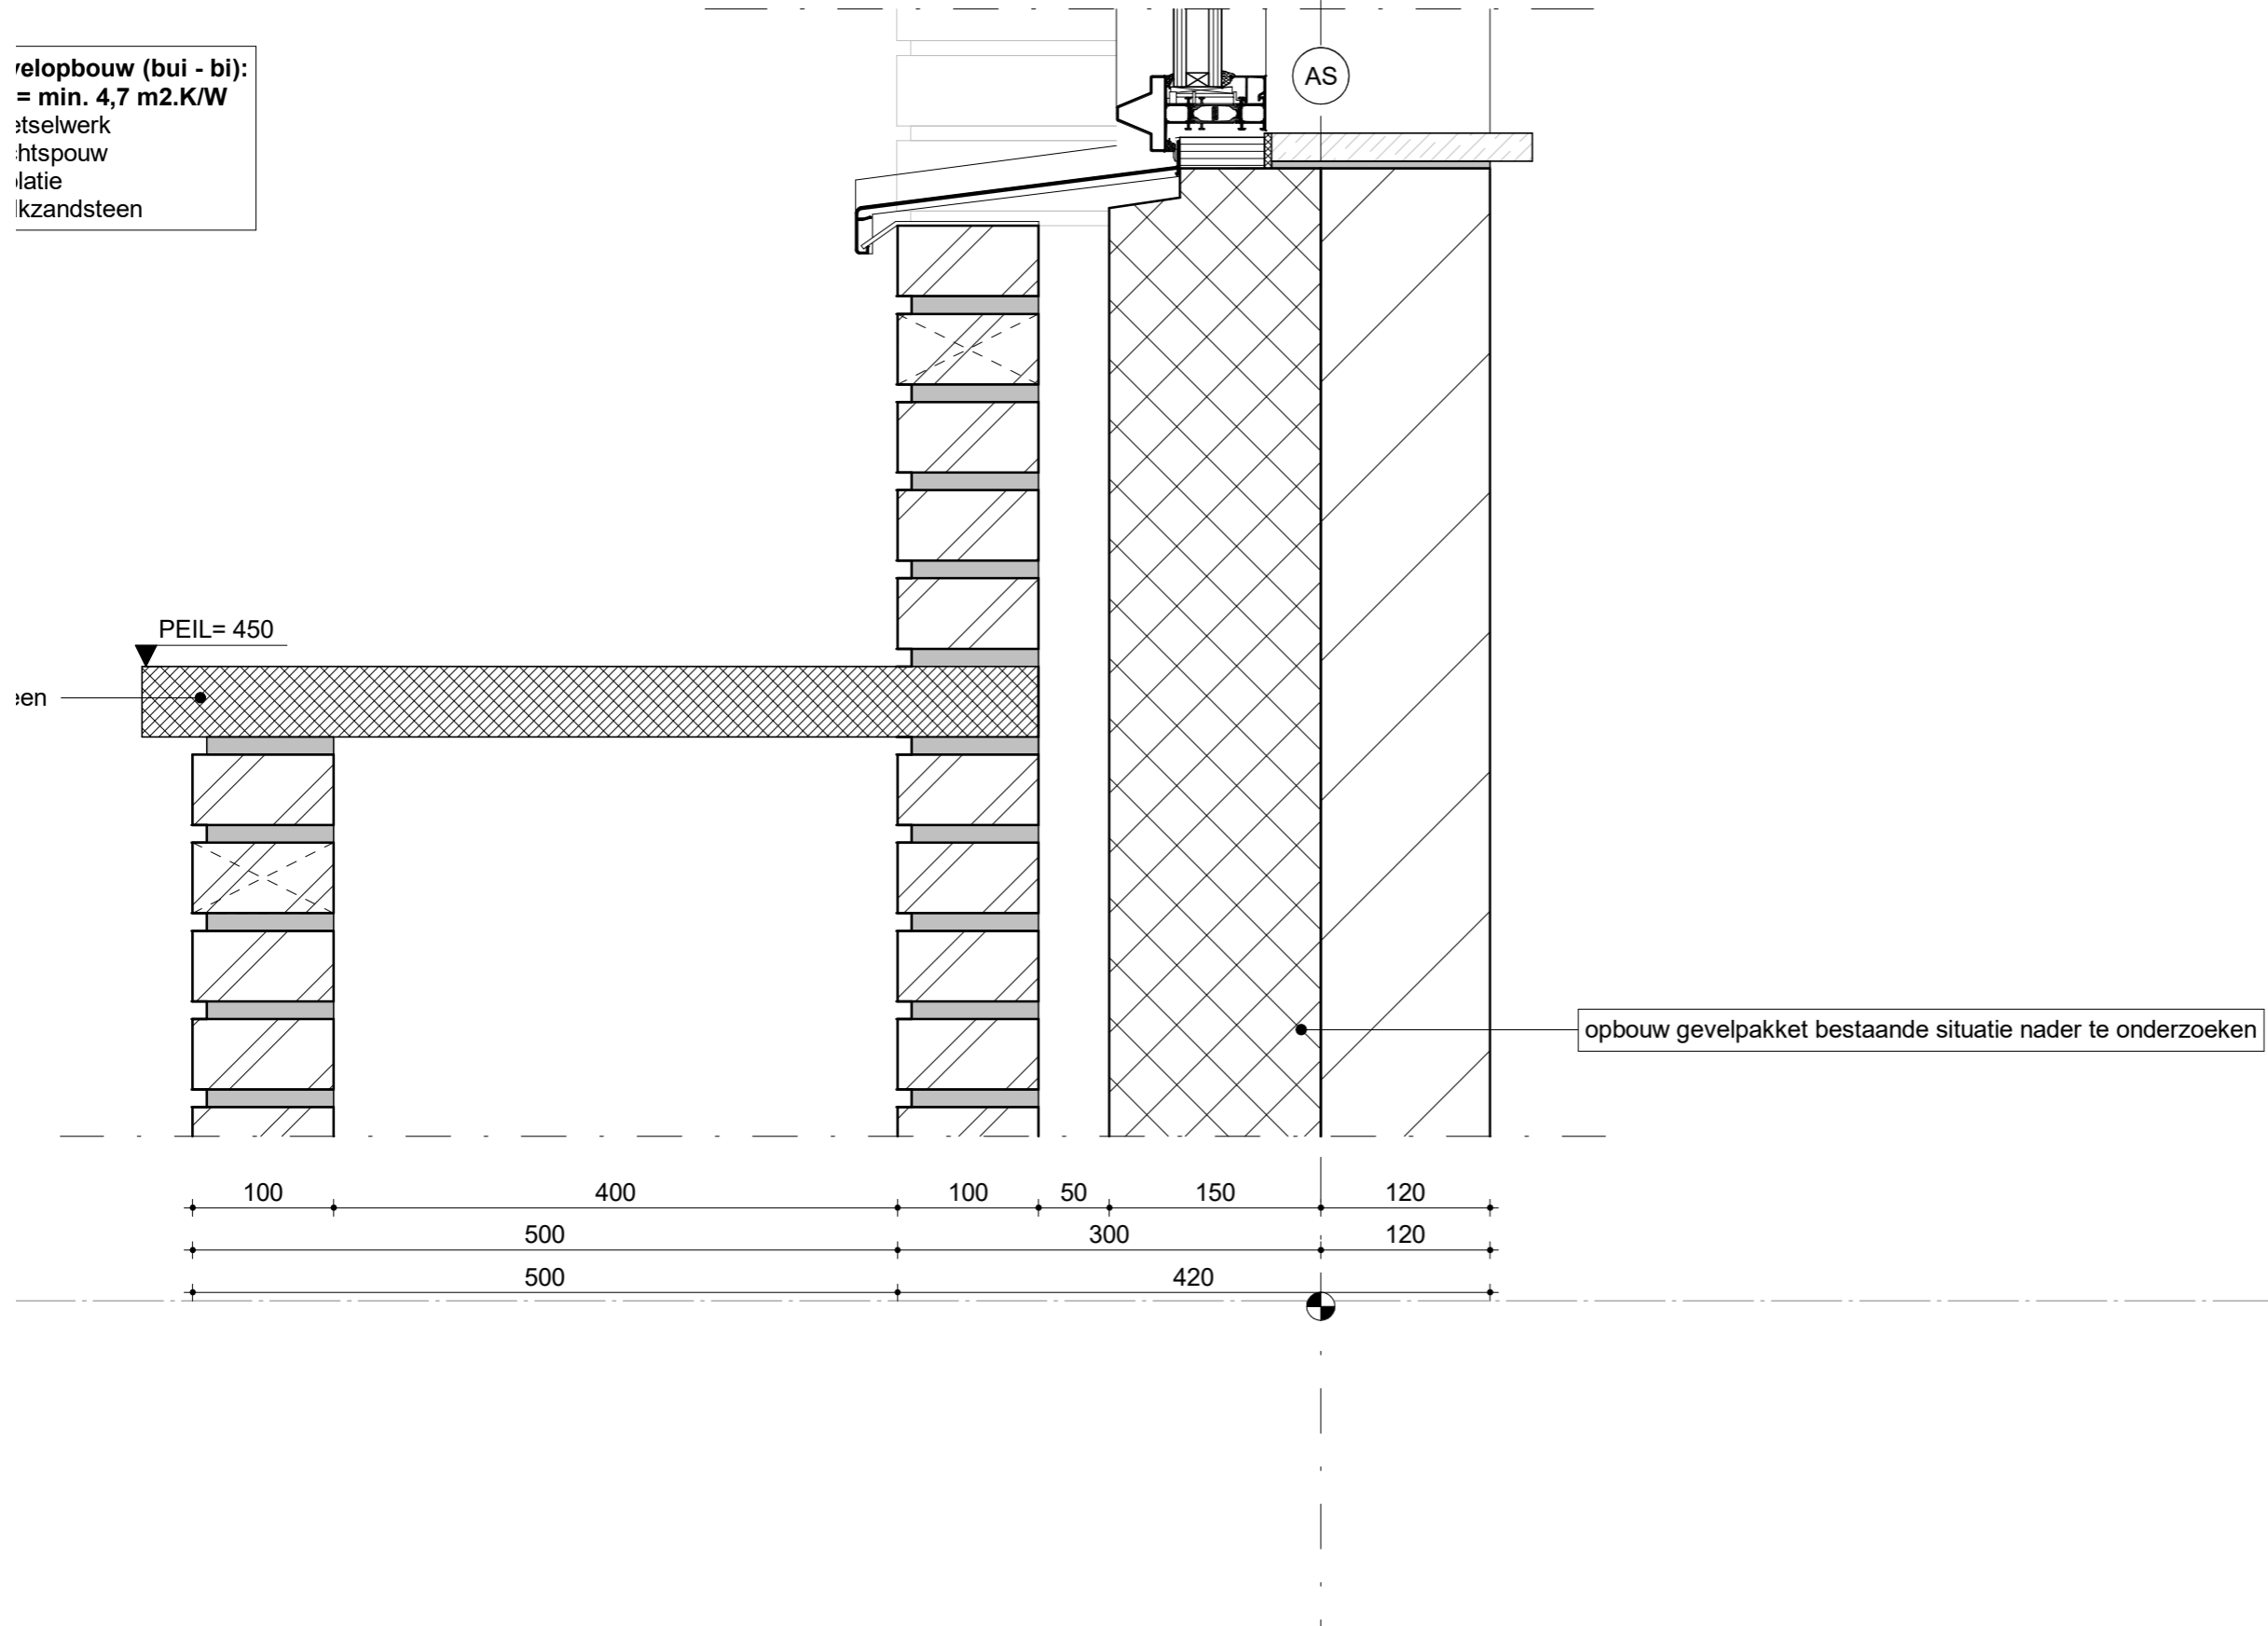 velopbouw (bui - bi):
= min. 4,7 m2.K/W
etselwerk
chtspouw
olatie
lkzandsteen
AS
PEIL= 450
een
opbouw gevelpakket bestaande situatie nader te onderzoeken
100 400 100 50 150 120
500 300 120
500 420